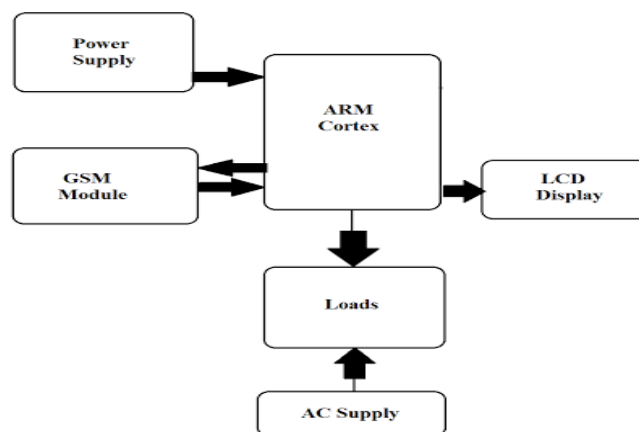 Power
Supply
ARM
Cortex
GSM
Module
LCD
Display
Loads
AC Supply